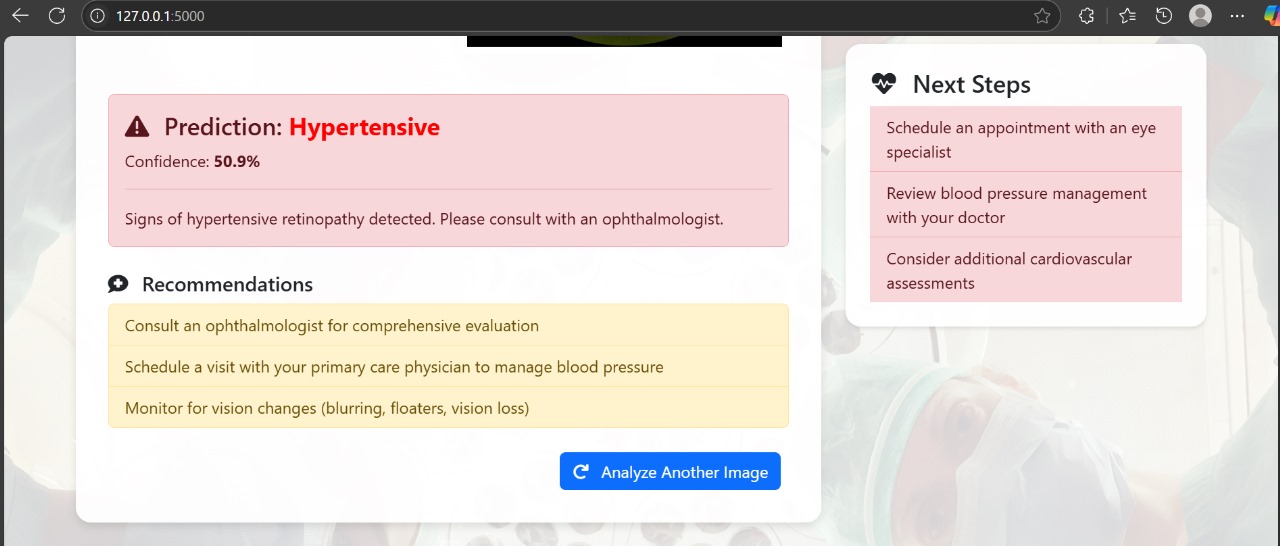 127.0.0.1:5000
Prediction: Hypertensive
Confidence: 50.9%
Signs of hypertensive retinopathy detected. Please consult with an ophthalmologist.
Recommendations
Consult an ophthalmologist for comprehensive evaluation
Schedule a visit with your primary care physician to manage blood pressure
Monitor for vision changes (blurring, floaters, vision loss)
Analyze Another Image
Next Steps
Schedule an appointment with an eye
specialist
Review blood pressure management
with your doctor
Consider additional cardiovascular
assessments